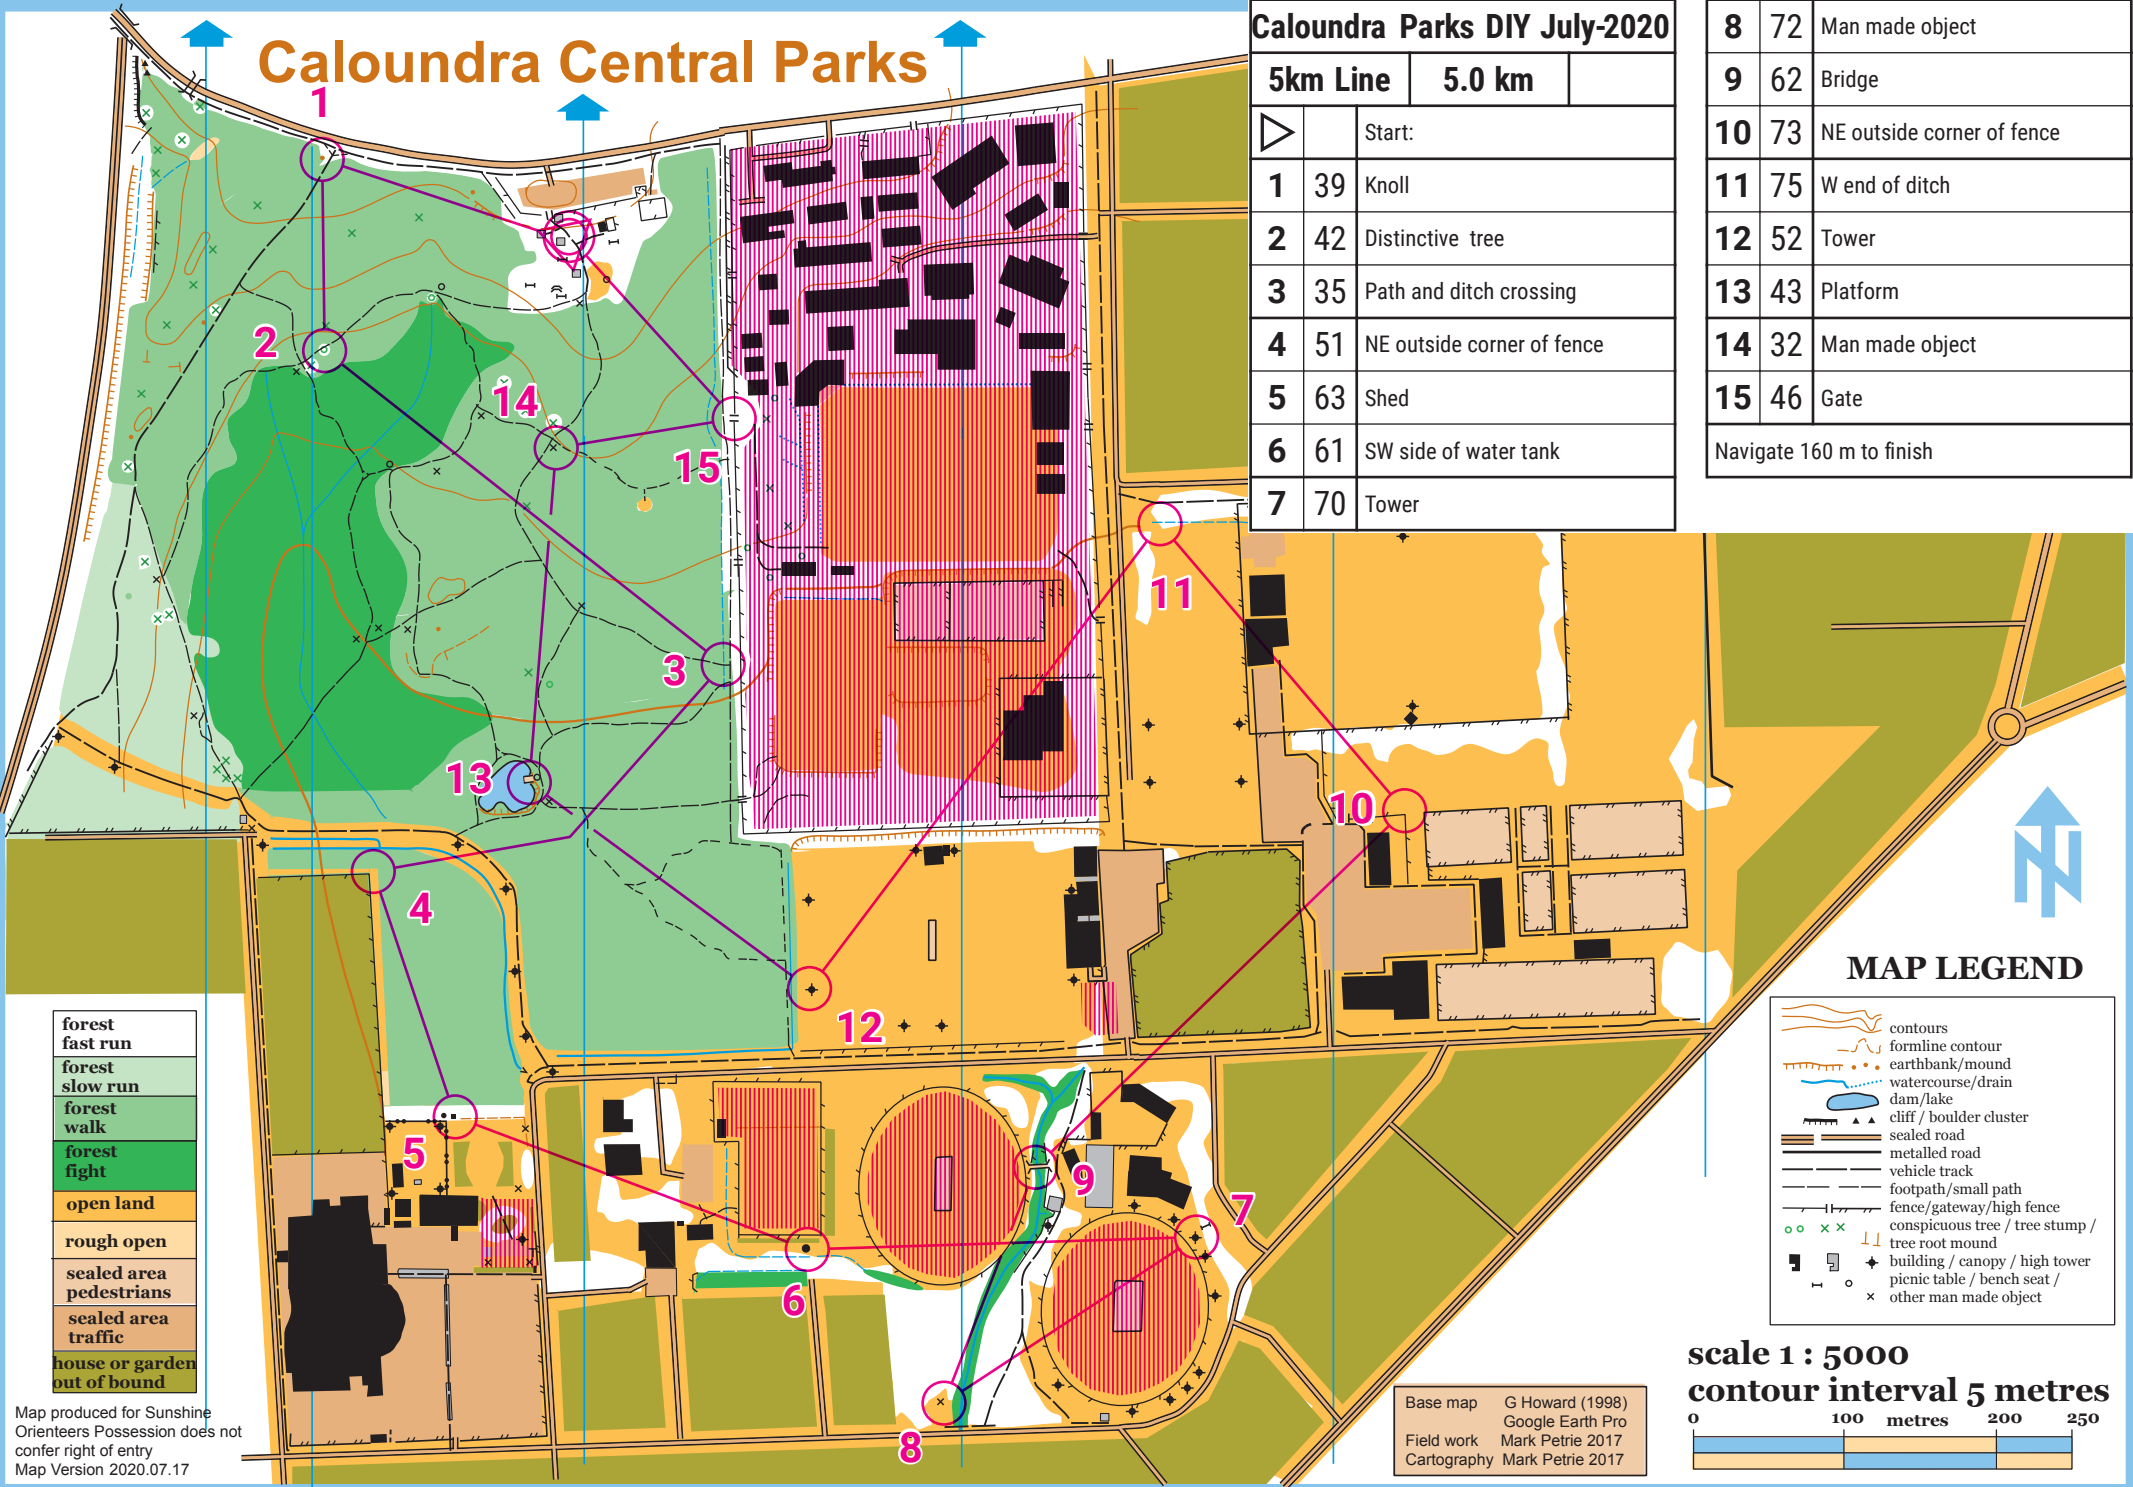 Caloundra Central Parks
Caloundra Parks DIY July-2020
5km Line 5.0 km
Start:
1 39 Knoll
2 42 Distinctive tree
3 35 Path and ditch crossing
4 51 NE outside corner of fence
5 63 Shed
6 61 SW side of water tank
7 70 Tower
8 72 Man made object
9 62 Bridge
10 73 NE outside corner of fence
11 75 W end of ditch
12 52 Tower
13 43 Platform
14 32 Man made object
15 46 Gate
Navigate 160 m to finish
1
2
14
15
11
3
13
10
4
12
5
9
7
6
8
N
forest
fast run
forest
slow run
forest
walk
forest
fight
open land
rough open
sealed area
pedestrians
sealed area
traffic
house or garden
out of bound
Map produced for Sunshine
Orienteers Possession does not
confer right of entry
Map Version 2020.07.17
MAP LEGEND
contours
formline contour
earthbank/mound
watercourse/drain
dam/lake
cliff / boulder cluster
sealed road
metalled road
vehicle track
footpath/small path
fence/gateway/high fence
conspicuous tree / tree stump /
tree root mound
building / canopy / high tower
picnic table / bench seat /
other man made object
scale 1 : 5000
contour interval 5 metres
0 100 metres 200 250
Base map G Howard (1998)
Google Earth Pro
Field work Mark Petrie 2017
Cartography Mark Petrie 2017